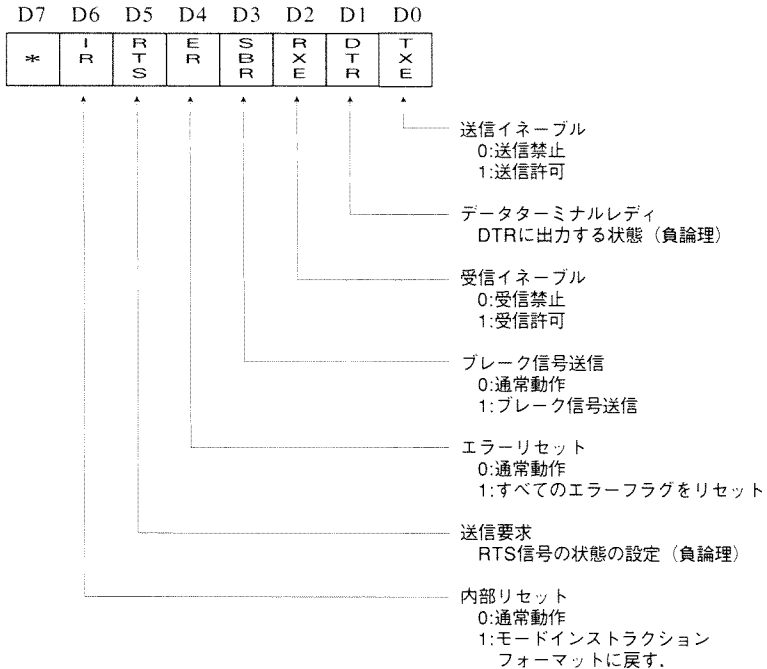 D7 D6 D5 D4 D3 D2 D1 D0
* IR RTS ER SBR RXE DTR TXE
送信イネーブル
0:送信禁止
1:送信許可
データターミナルレディ
DTRに出力する状態（負論理）
受信イネーブル
0:受信禁止
1:受信許可
ブレーク信号送信
0:通常動作
1:ブレーク信号送信
エラーリセット
0:通常動作
1:すべてのエラーフラグをリセット
送信要求
RTS信号の状態の設定（負論理）
内部リセット
0:通常動作
1:モードインストラクション
フォーマットに戻す.